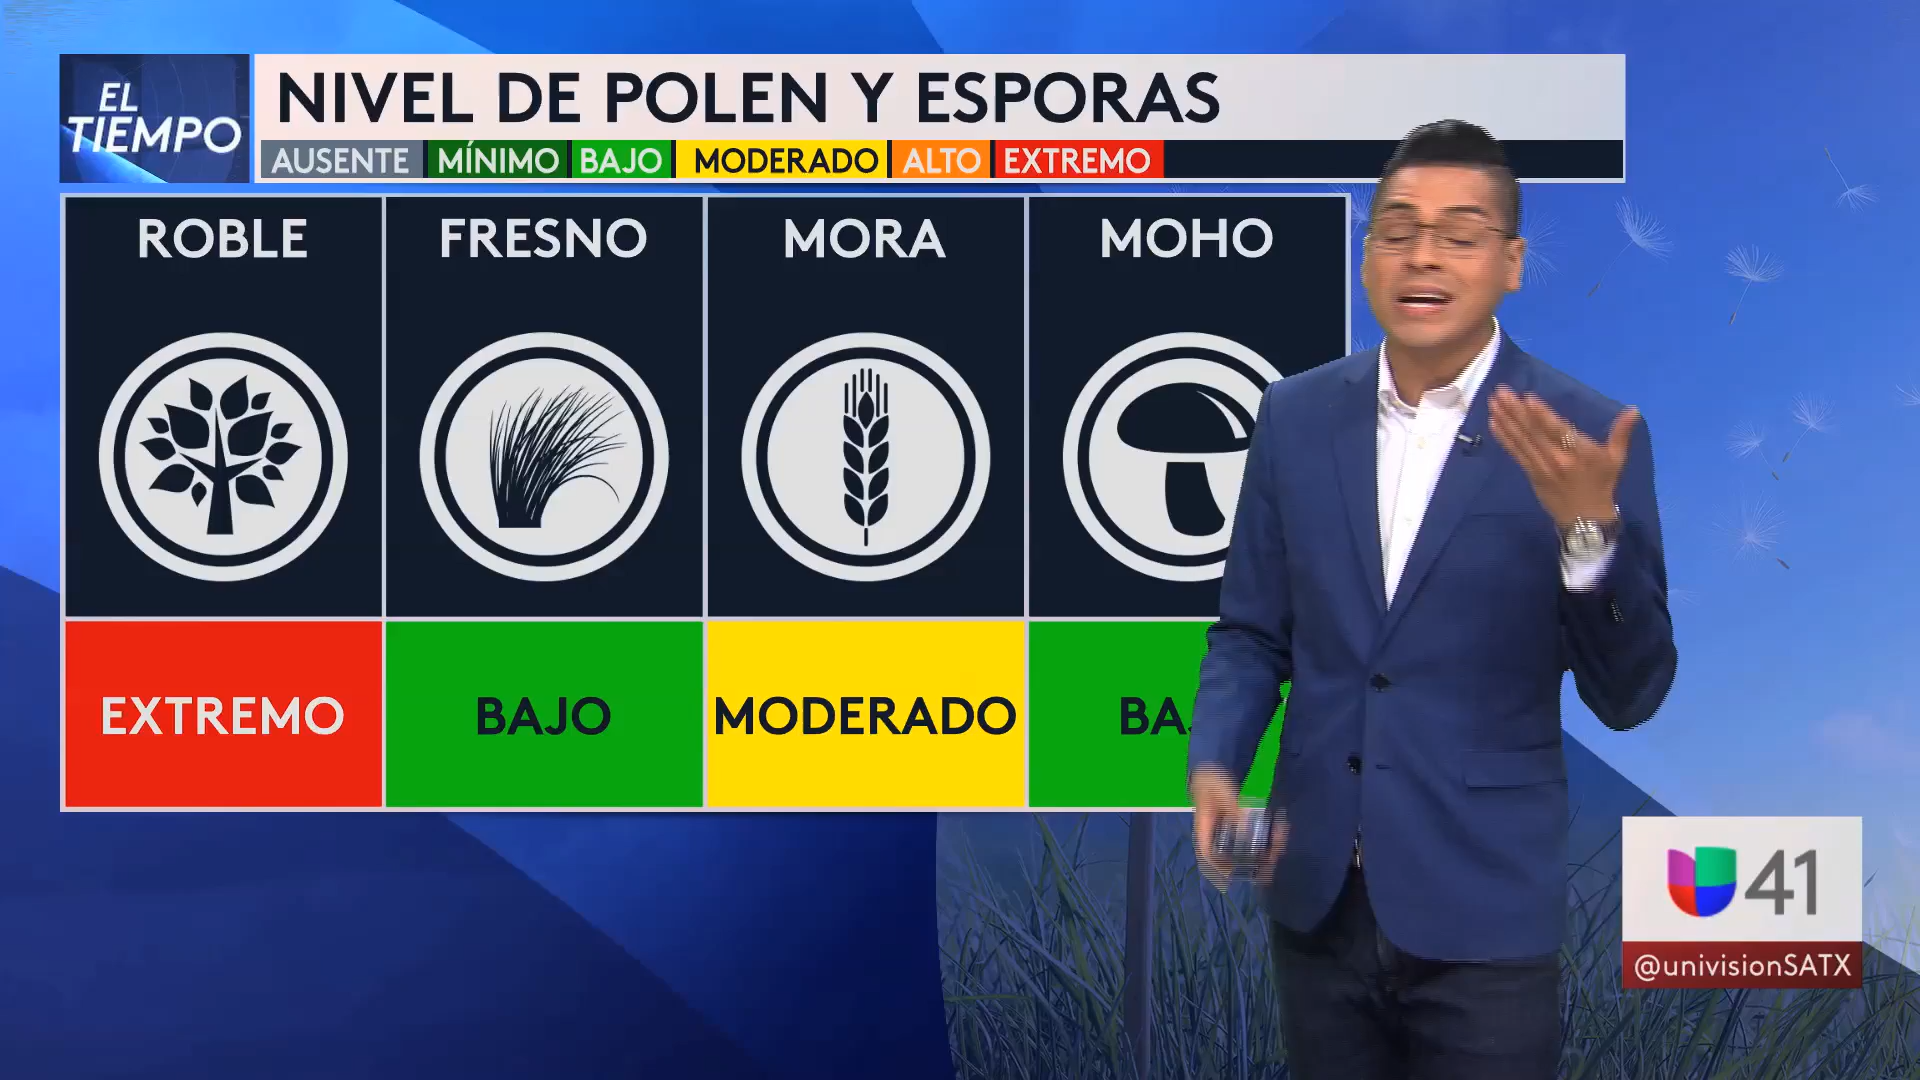 EL
TIEMPO
NIVEL DE POLEN Y ESPORAS
AUSENTE MÍNIMO BAJO MODERADO ALTO EXTREMO
ROBLE FRESNO MORA MOHO
EXTREMO BAJO MODERADO
41
@univisionSATX